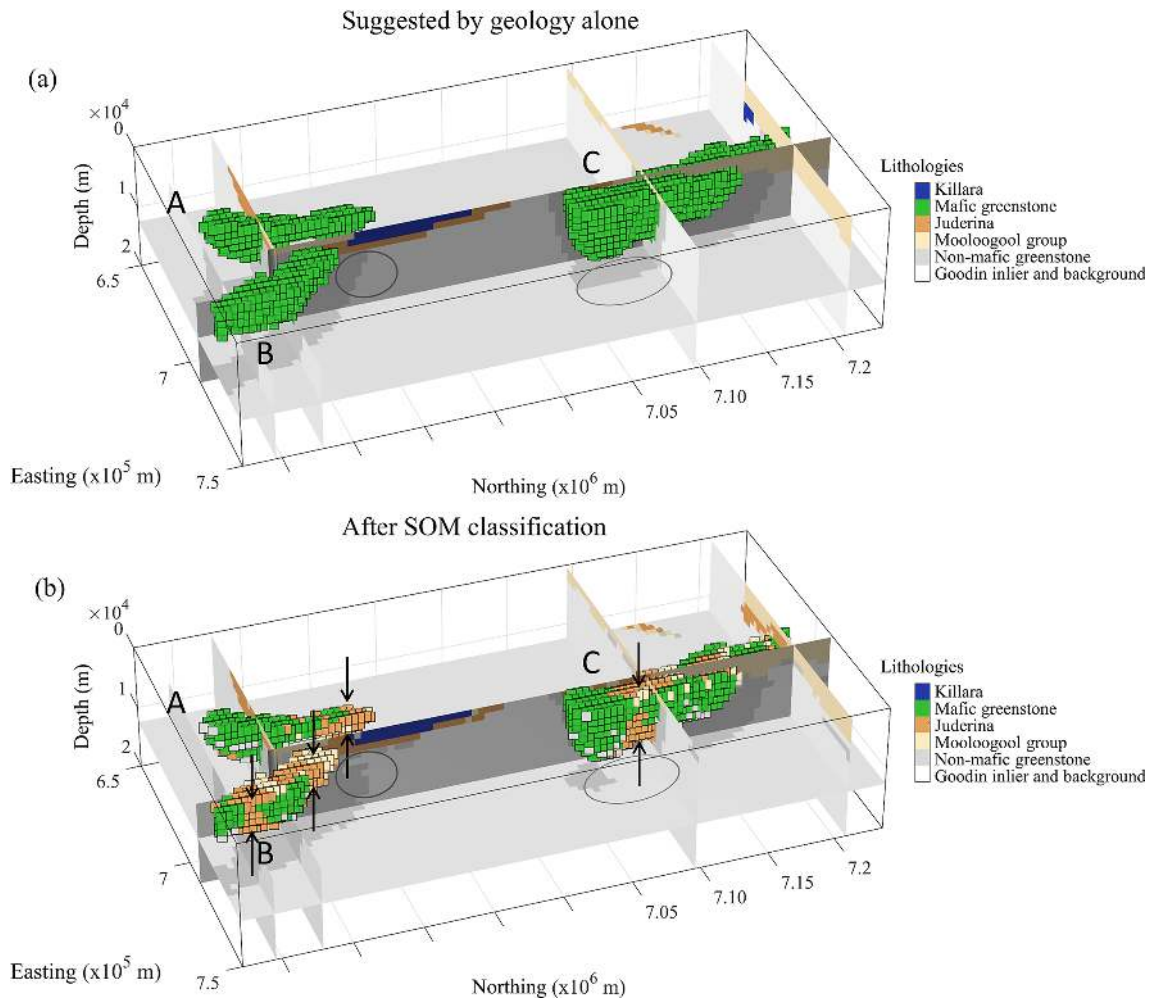 Suggested by geology alone
(a)
×10⁴
0
1
2
Depth (m)
6.5
7
7.5
Easting (x10⁵ m)
Northing (x10⁶ m)
7.05
7.10
7.15
7.2
A
B
C
Lithologies
Killara
Mafic greenstone
Juderina
Mooloogool group
Non-mafic greenstone
Goodin inlier and background
After SOM classification
(b)
×10⁴
0
1
2
Depth (m)
6.5
7
7.5
Easting (x10⁵ m)
Northing (x10⁶ m)
7.05
7.10
7.15
7.2
A
B
C
Lithologies
Killara
Mafic greenstone
Juderina
Mooloogool group
Non-mafic greenstone
Goodin inlier and background